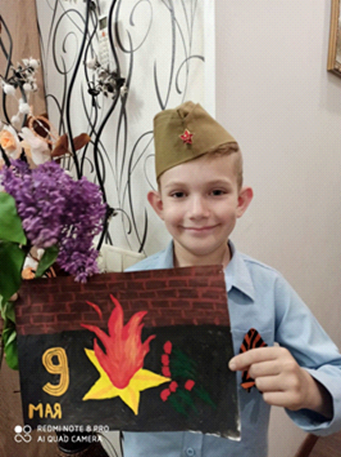 9
МАЯ
REDMI NOTE 8 PRO
AI QUAD CAMERA